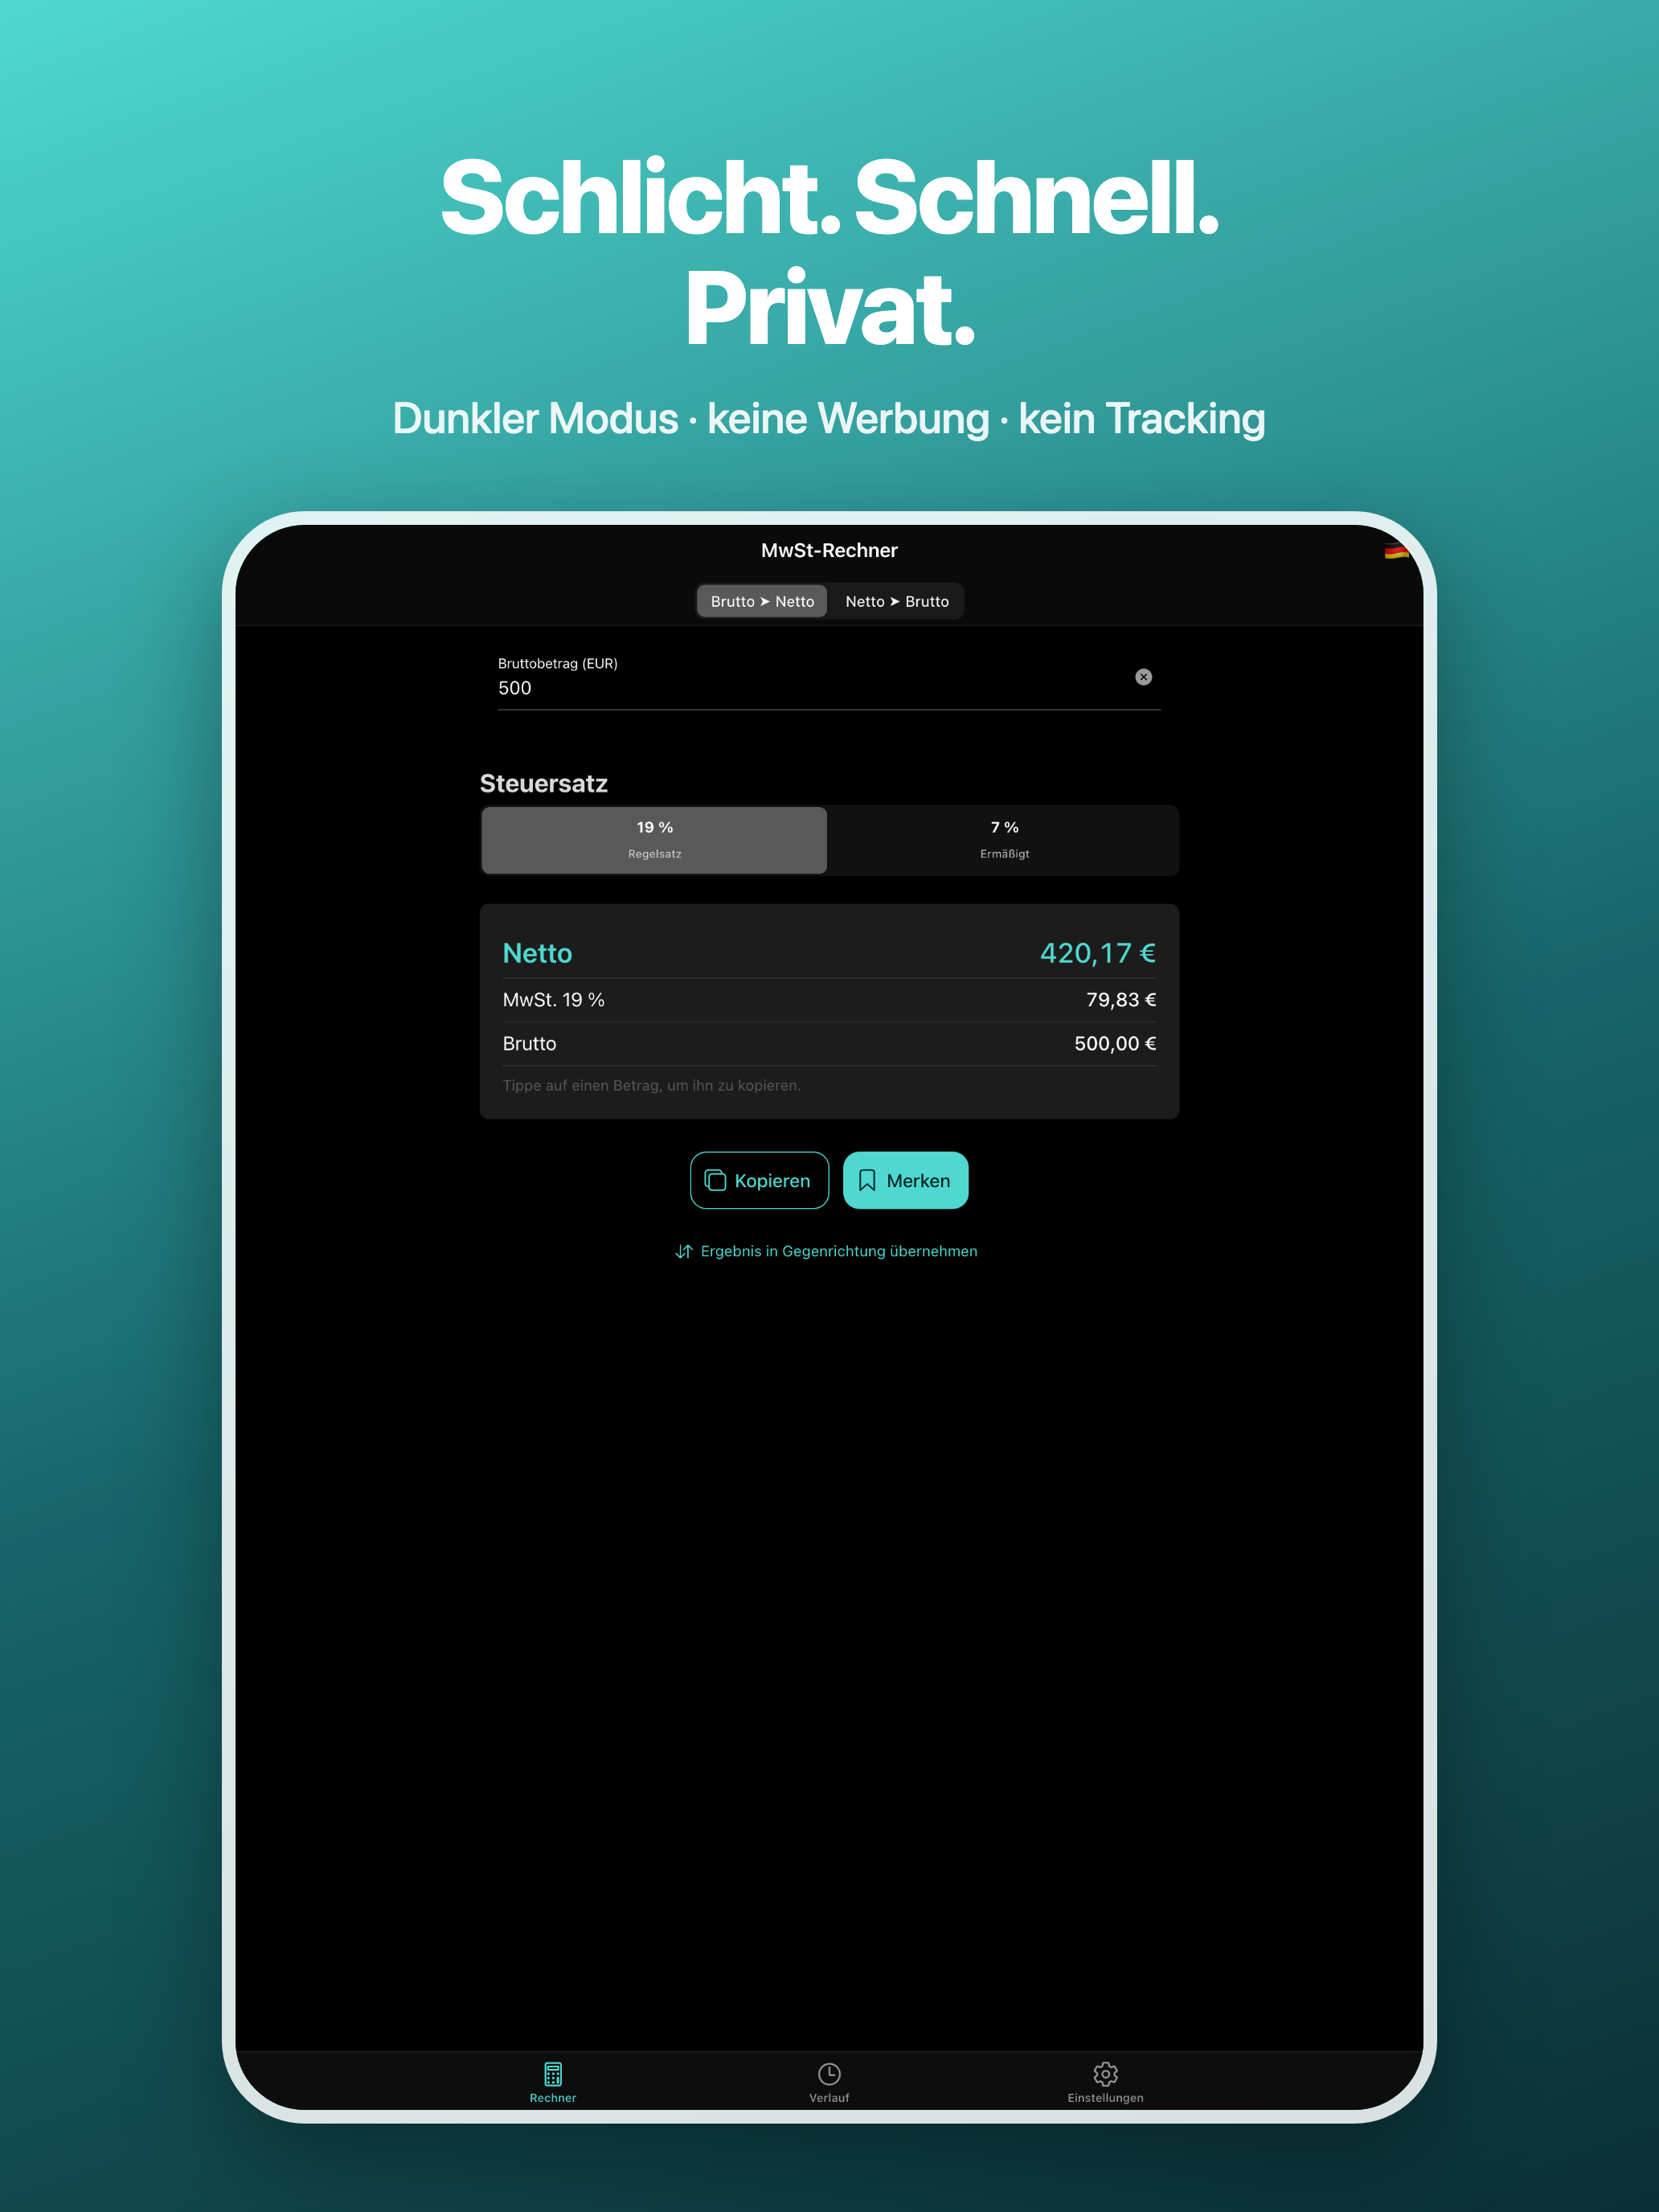 Schlicht. Schnell.
Privat.
Dunkler Modus · keine Werbung · kein Tracking
MwSt-Rechner
Brutto ➤ Netto
Netto ➤ Brutto
Bruttobetrag (EUR)
500
Steuersatz
19 %
Regelsatz
7 %
Ermäßigt
Netto 420,17 €
MwSt. 19 % 79,83 €
Brutto 500,00 €
Tippe auf einen Betrag, um ihn zu kopieren.
Kopieren
Merken
Ergebnis in Gegenrichtung übernehmen
Rechner
Verlauf
Einstellungen